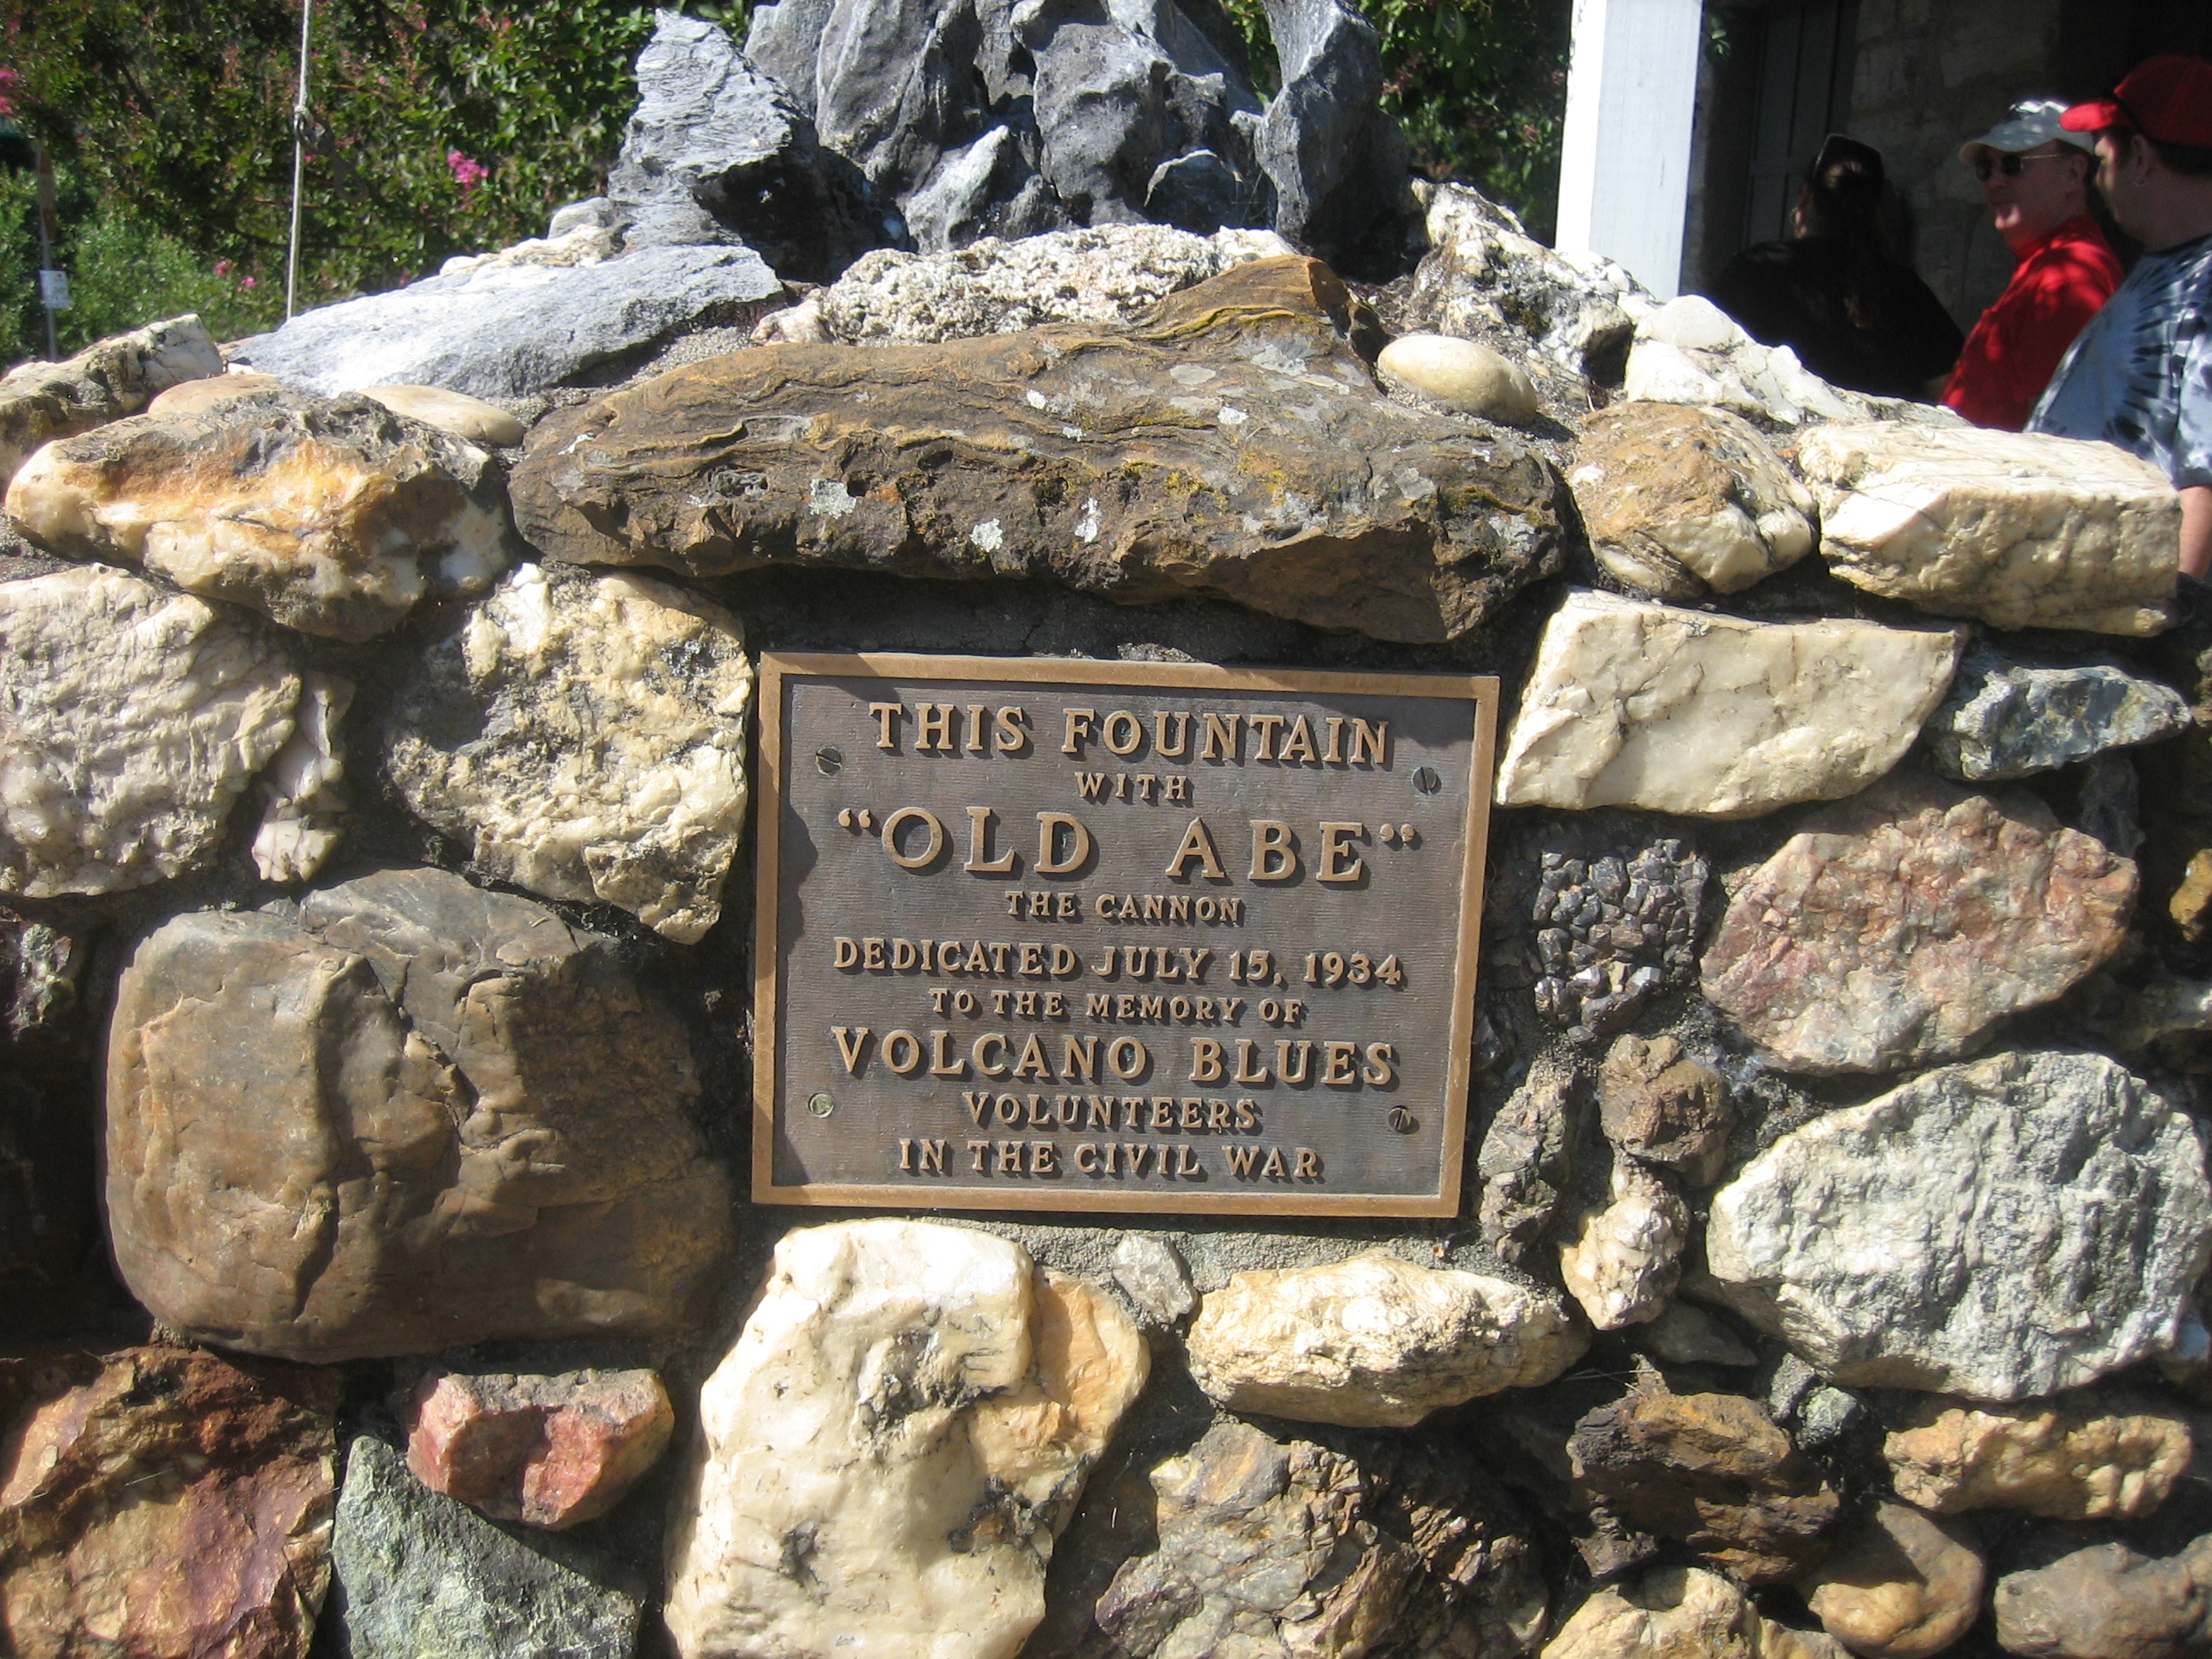 THIS FOUNTAIN
WITH
“OLD ABE”
THE CANNON
DEDICATED JULY 15, 1934
TO THE MEMORY OF
VOLCANO BLUES
VOLUNTEERS
IN THE CIVIL WAR